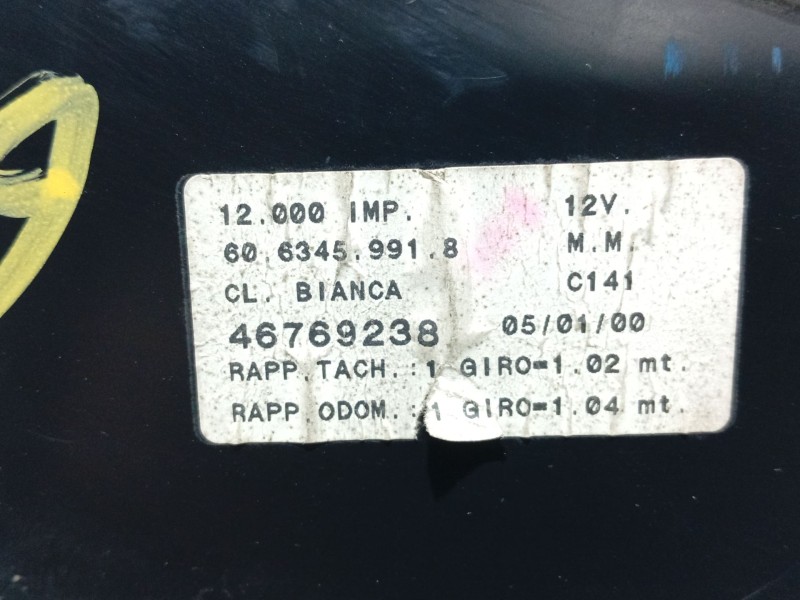 12.000 IMP. 12V.
60.6345.991.8 M.M.
CL. BIANCA C141
46769238 05/01/00
RAPP.TACH.:1 GIRO=1.02 mt.
RAPP.ODOM.:1 GIRO=1.04 mt.